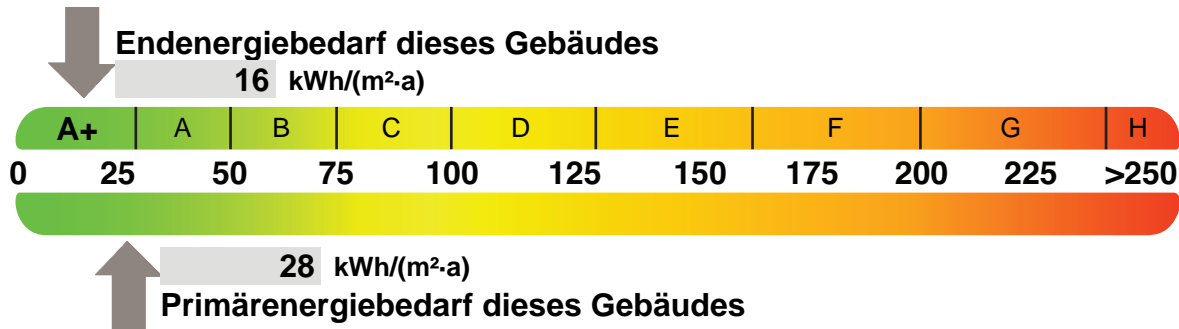 Endenergiebedarf dieses Gebäudes
16 kWh/(m²·a)
A+ A B C D E F G H
0 25 50 75 100 125 150 175 200 225 >250
28 kWh/(m²·a)
Primärenergiebedarf dieses Gebäudes